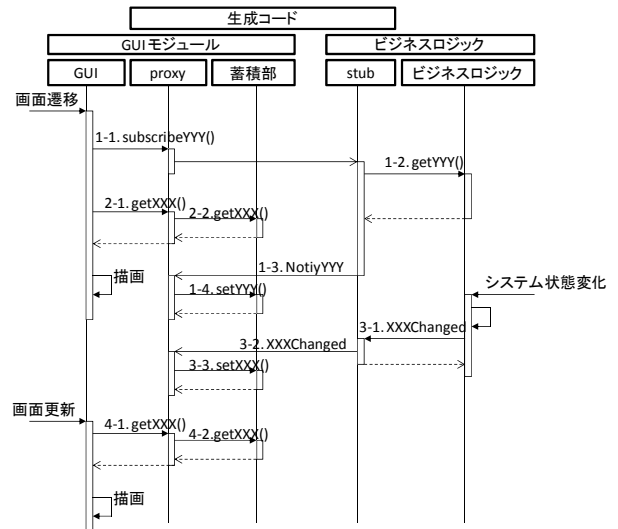 生成コード
GUIモジュール
ビジネスロジック
GUI
proxy
蓄積部
stub
ビジネスロジック
画面遷移
1-1. subscribeYYY()
1-2. getYYY()
2-1. getXXX()
2-2.getXXX()
1-3. NotiyYYY
描画
システム状態変化
1-4. setYYY()
3-1. XXXChanged
3-2. XXXChanged
3-3. setXXX()
画面更新
4-1. getXXX()
4-2.getXXX()
描画